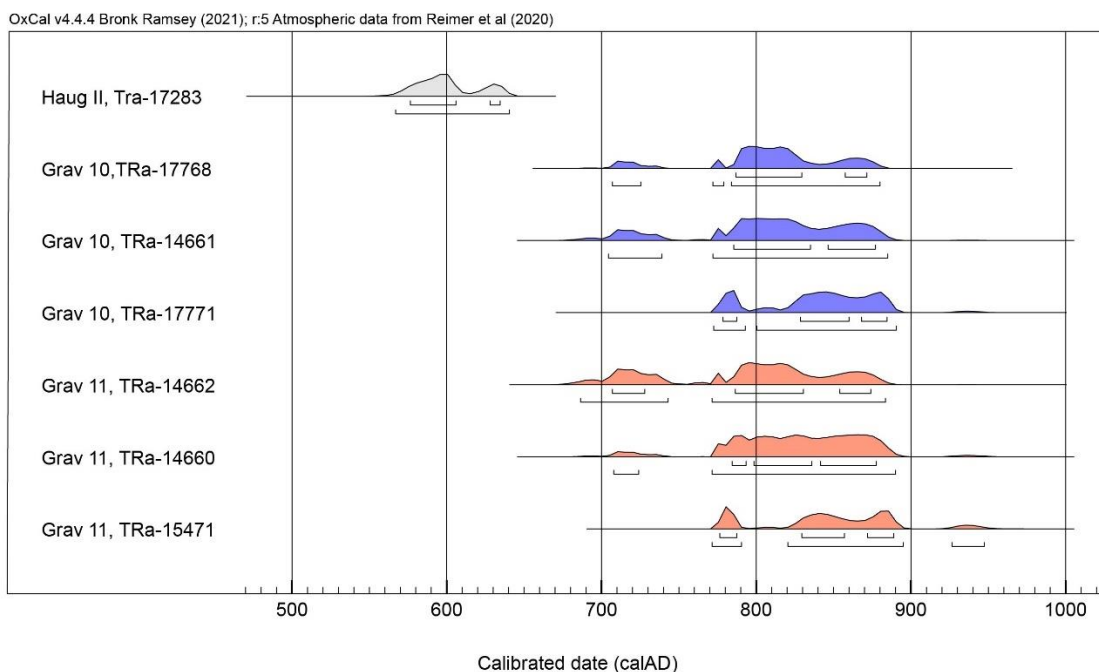 OxCal v4.4.4 Bronk Ramsey (2021); r:5 Atmospheric data from Reimer et al (2020)
Haug II, Tra-17283
Grav 10,TRa-17768
Grav 10, TRa-14661
Grav 10, TRa-17771
Grav 11, TRa-14662
Grav 11, TRa-14660
Grav 11, TRa-15471
500 600 700 800 900 1000
Calibrated date (calAD)